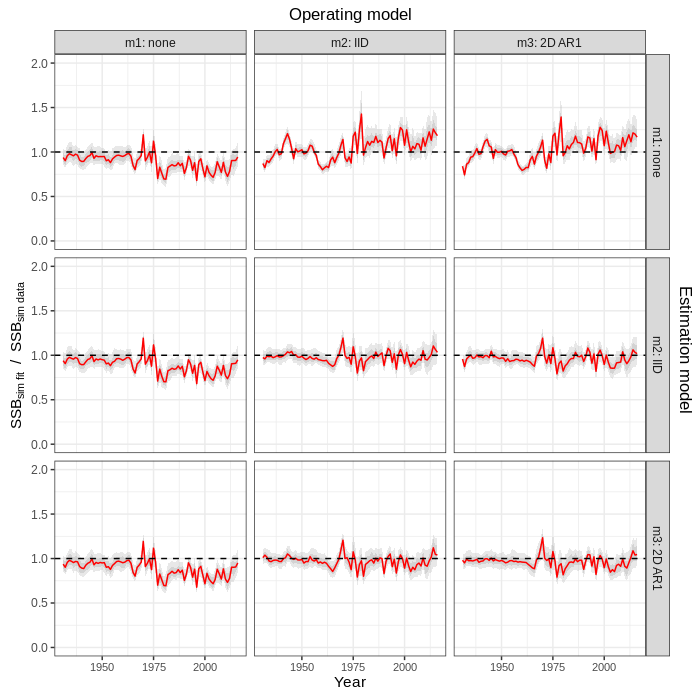 Operating model
m1: none
m2: IID
m3: 2D AR1
2.0
1.5
1.0
0.5
0.0
m1: none
2.0
1.5
1.0
0.5
0.0
m2: IID
SSBsim fit / SSBsim data
Estimation model
2.0
1.5
1.0
0.5
0.0
m3: 2D AR1
1950 1975 2000
1950 1975 2000
1950 1975 2000
Year